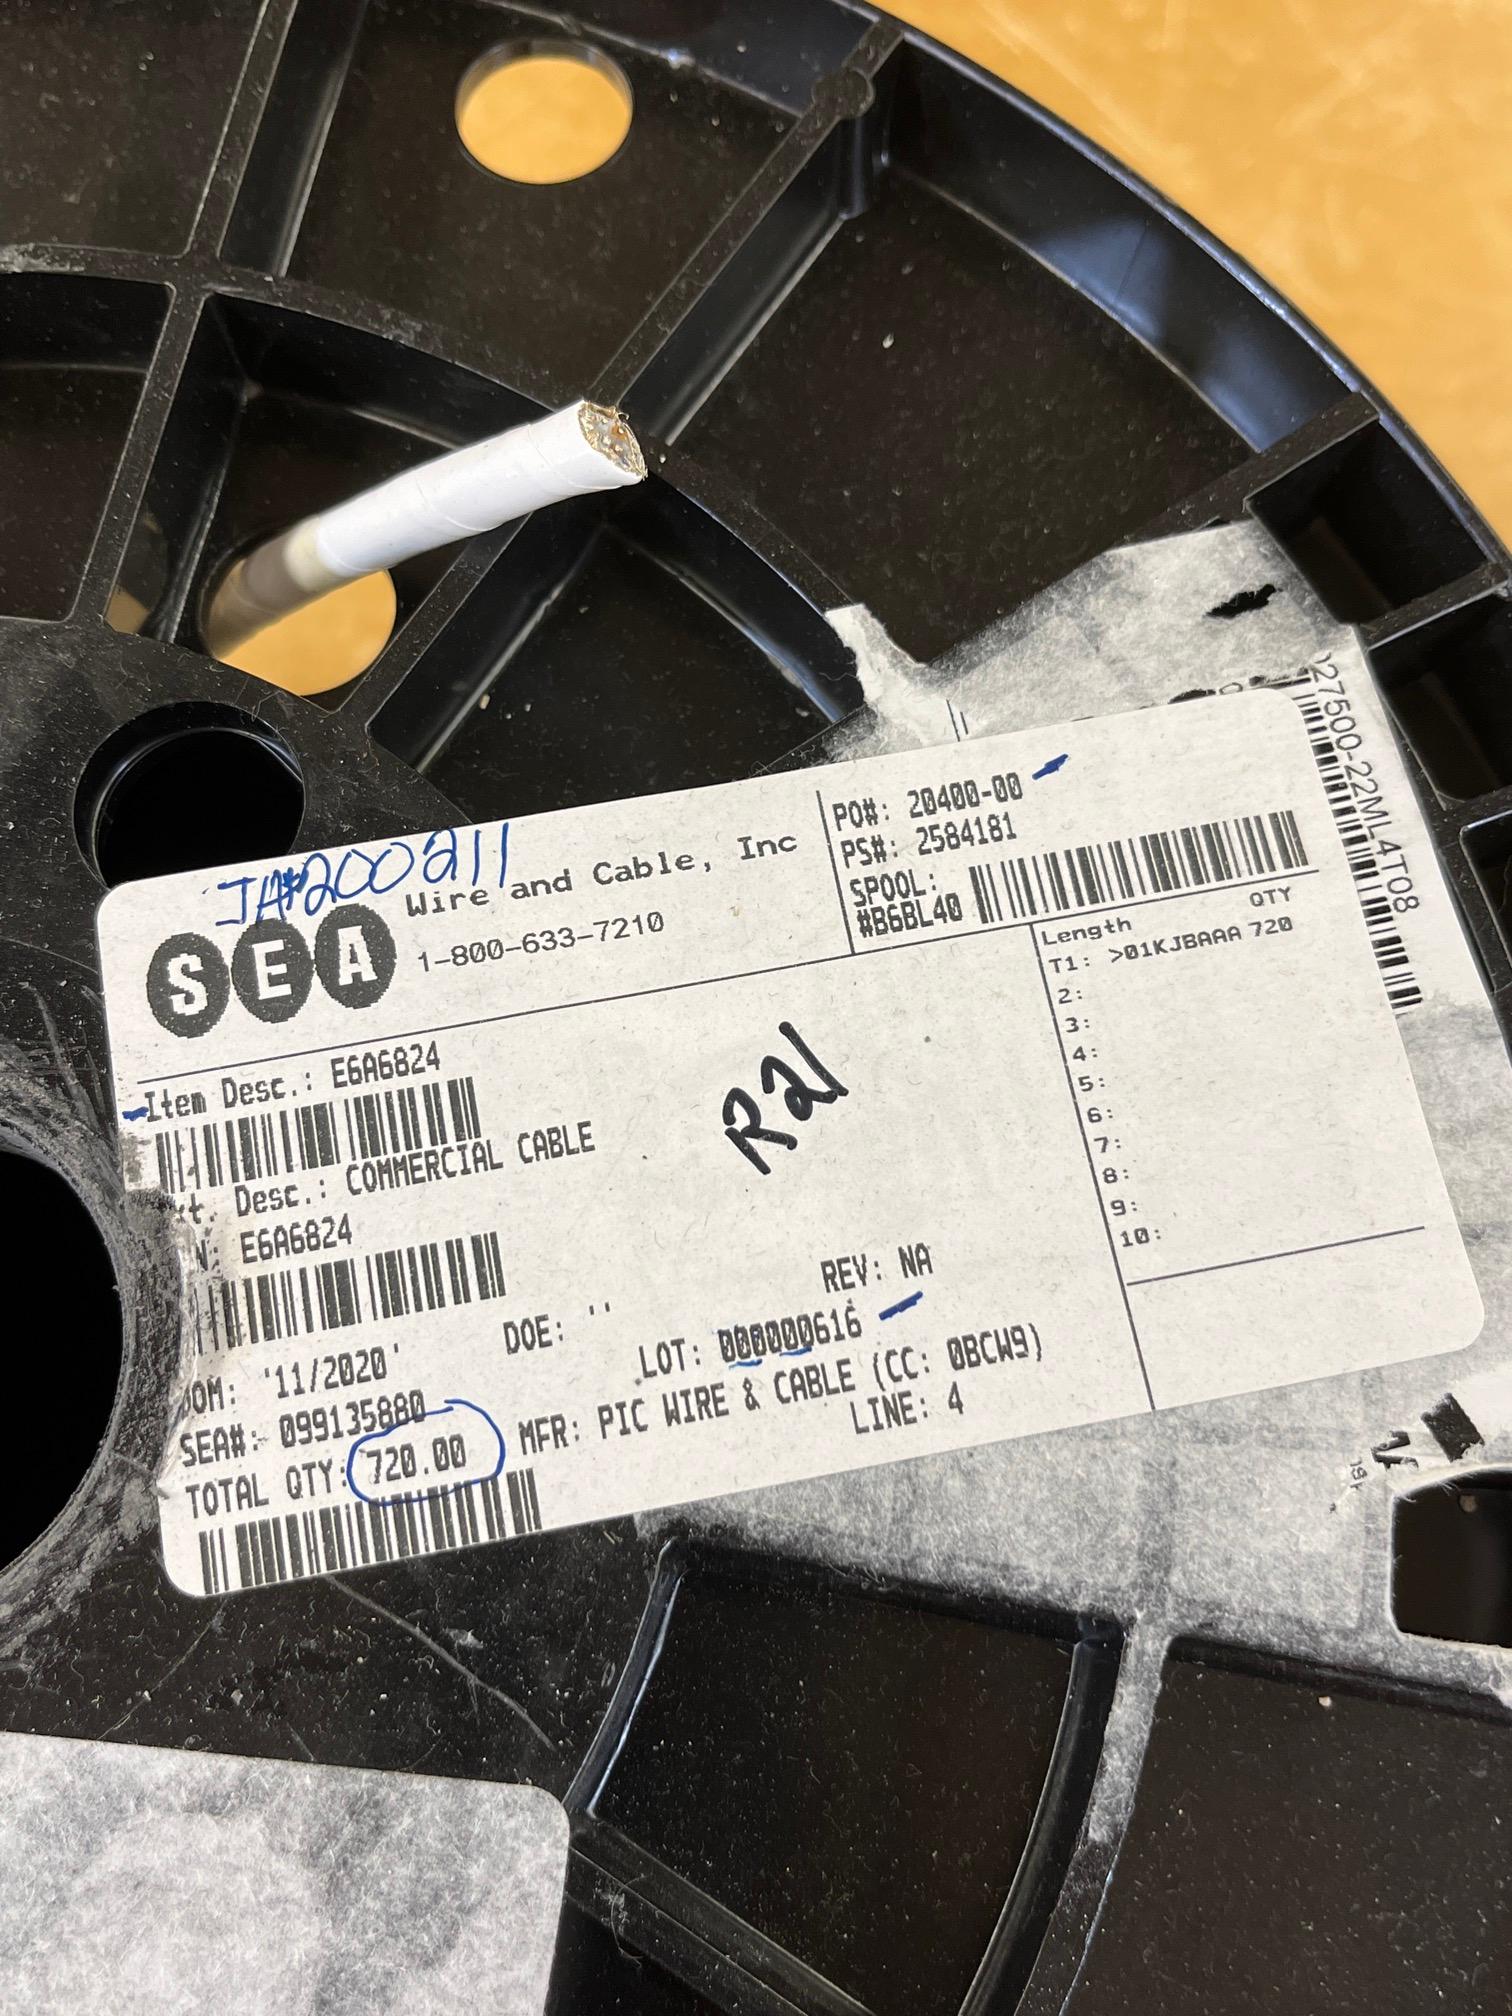 JA#200211
SEA
Wire and Cable, Inc
1-800-633-7210
PO#: 20400-00
PS#: 2584181
SPOOL:
#B6BL40
Length QTY
T1: >01KJBAAA 720
2:
3:
4:
5:
6:
7:
8:
9:
10:
Item Desc.: E6A6824
Desc.: COMMERCIAL CABLE
E6A6824
R21
REV: NA
DOM: '11/2020'
DOE: ''
LOT: 000000616
SEA#: 099135880
MFR: PIC WIRE & CABLE (CC: 0BCW9)
TOTAL QTY: 720.00
LINE: 4
27500-22ML4T08